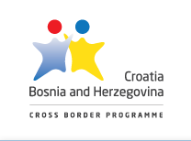 Croatia
Bosnia and Herzegovina
CROSS BORDER PROGRAMME